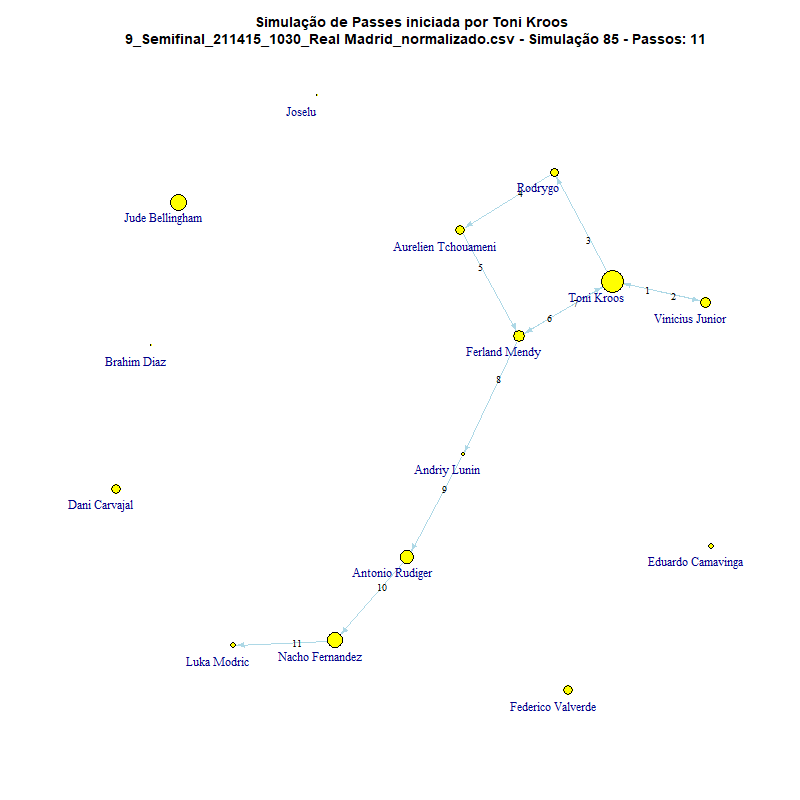 Simulação de Passes iniciada por Toni Kroos
9_Semifinal_211415_1030_Real Madrid_normalizado.csv - Simulação 85 - Passos: 11
Joselu
Rodrygo
4
Jude Bellingham
Aurelien Tchouameni
3
5
1
2
Toni Kroos
7
6
Vinicius Junior
Ferland Mendy
Brahim Diaz
8
Andriy Lunin
9
Dani Carvajal
Eduardo Camavinga
Antonio Rudiger
10
11
Luka Modric
Nacho Fernandez
Federico Valverde